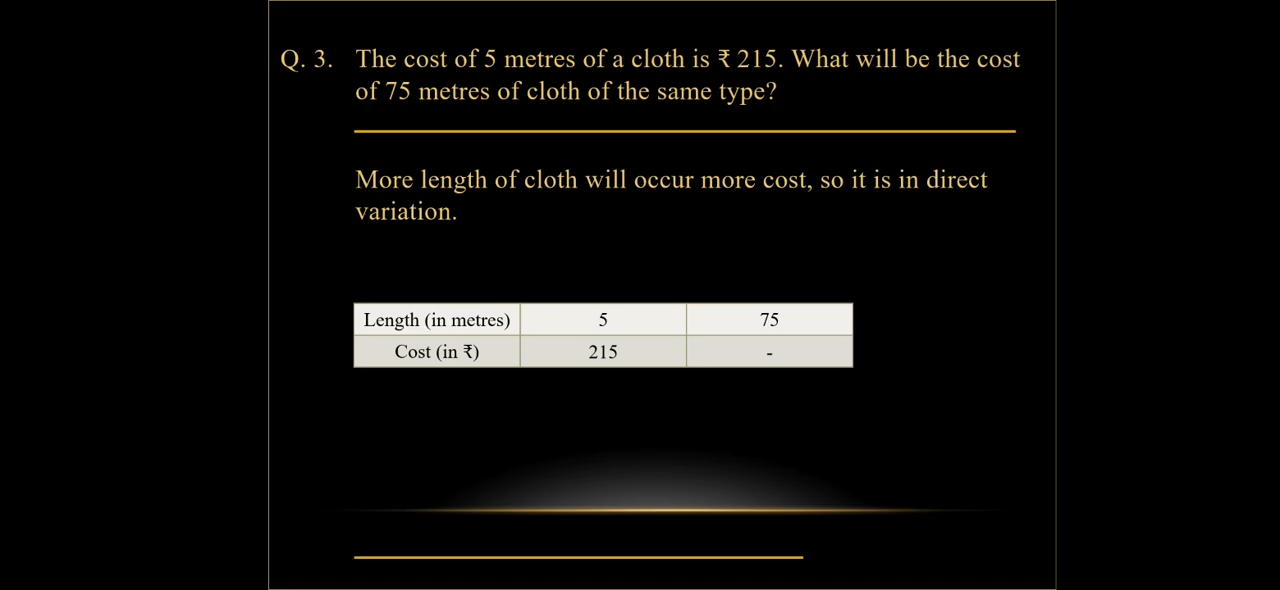 Q. 3. The cost of 5 metres of a cloth is ₹ 215. What will be the cost
of 75 metres of cloth of the same type?
More length of cloth will occur more cost, so it is in direct
variation.
Length (in metres) 5 75
Cost (in ₹) 215 -